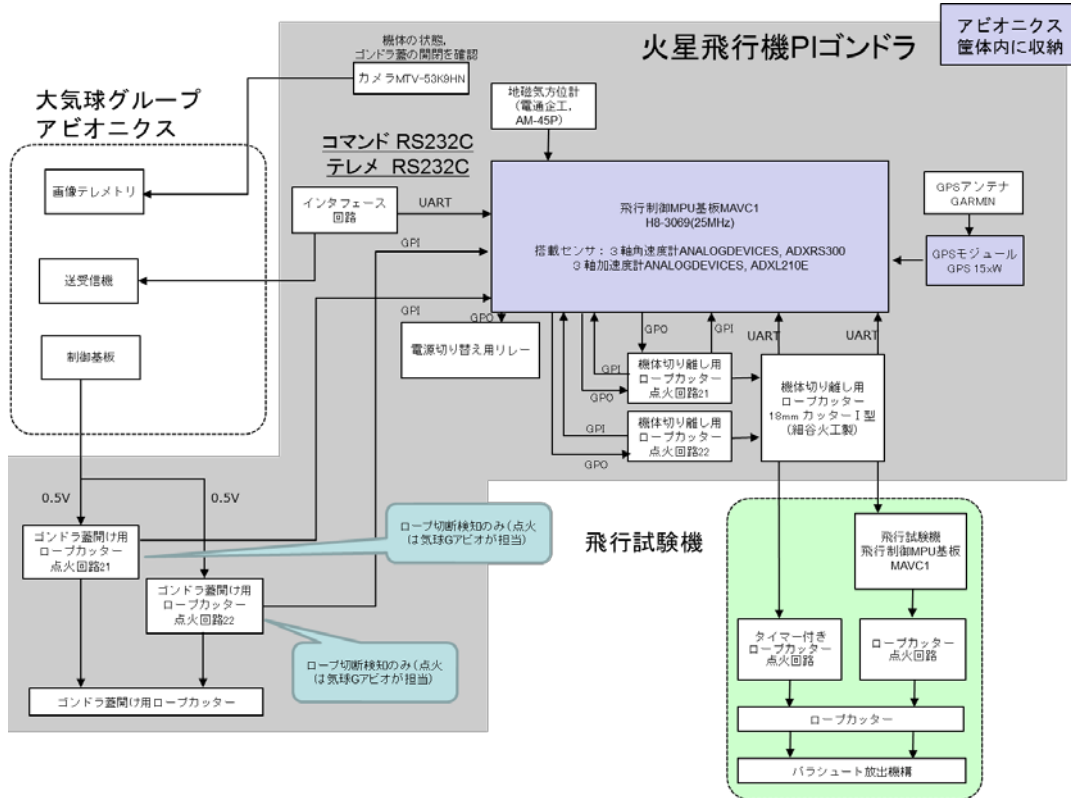 アビオニクス
筐体内に収納
火星飛行機PIゴンドラ
機体の状態,
ゴンドラ蓋の開閉を確認
カメラMTV-53K9HN
大気球グループ
アビオニクス
地磁気方位計
(電通企工,
AM-45P)
コマンド RS232C
テレメ RS232C
画像テレメトリ
インタフェース
回路
UART
GPI
飛行制御MPU基板MAVC1
H8-3069(25MHz)
搭載センサ：３軸角速度計ANALOGDEVICES, ADXRS300
３軸加速度計ANALOGDEVICES, ADXL210E
GPSアンテナ
GARMIN
GPSモジュール
GPS 15xW
送受信機
制御基板
GPI
GPO
電源切り替え用リレー
GPO
GPI
UART
UART
GPI
GPO
機体切り離し用
ロープカッター
点火回路21
GPI
GPO
機体切り離し用
ロープカッター
点火回路22
機体切り離し用
ロープカッター
18mm カッターⅠ型
(細谷火工製)
0.5V
0.5V
ゴンドラ蓋開け用
ロープカッター
点火回路21
ロープ切断検知のみ(点火
は気球Gアビオが担当)
ゴンドラ蓋開け用
ロープカッター
点火回路22
ロープ切断検知のみ(点火
は気球Gアビオが担当)
ゴンドラ蓋開け用ロープカッター
飛行試験機
飛行試験機
飛行制御MPU基板
MAVC1
タイマー付き
ロープカッター
点火回路
ロープカッター
点火回路
ロープカッター
パラシュート放出機構